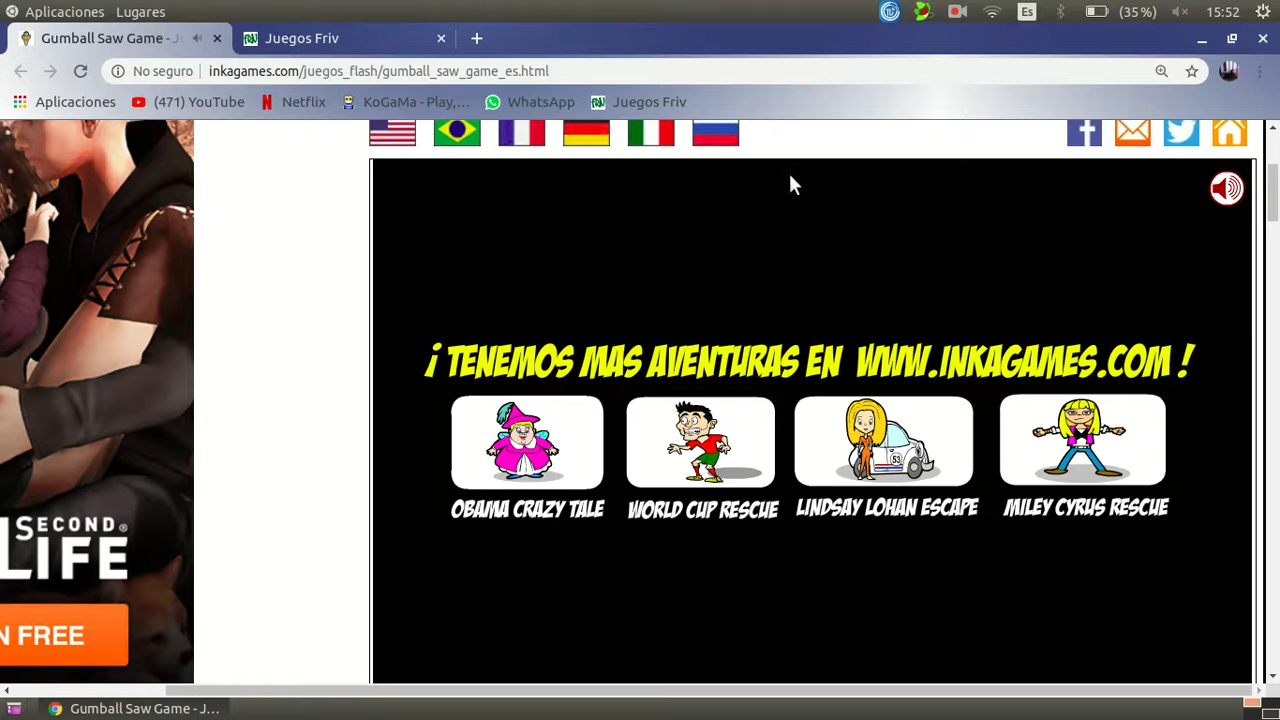 Aplicaciones Lugares Es (35%) 15:52
Gumball Saw Game - Ju Juegos Friv
No seguro inkagames.com/juegos_flash/gumball_saw_game_es.html
Aplicaciones (471) YouTube Netflix KoGaMa - Play,... WhatsApp Juegos Friv
¡ TENEMOS MAS AVENTURAS EN WWW.INKAGAMES.COM !
53
OBAMA CRAZY TALE WORLD CUP RESCUE LINDSAY LOHAN ESCAPE MILEY CYRUS RESCUE
SECOND
LIFE
N FREE
Gumball Saw Game - J...